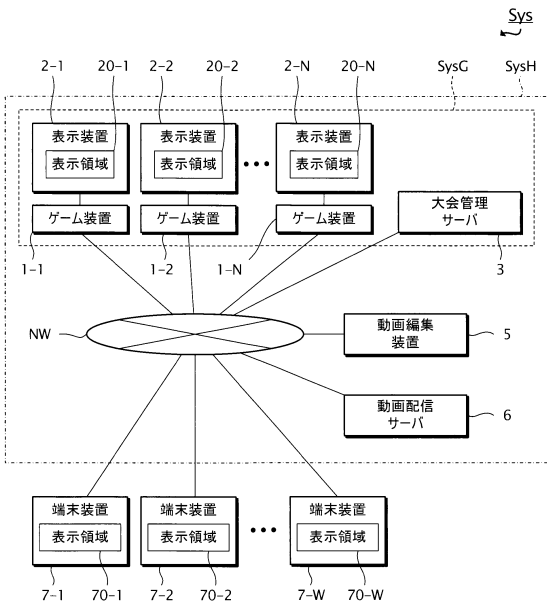 Sys
SysG
SysH
2-1
20-1
2-2
20-2
2-N
20-N
表示装置
表示領域
表示装置
表示領域
•••
表示装置
表示領域
ゲーム装置
ゲーム装置
ゲーム装置
大会管理
サーバ
1-1
1-2
1-N
3
NW
動画編集
装置
5
動画配信
サーバ
6
端末装置
表示領域
端末装置
表示領域
•••
端末装置
表示領域
7-1
70-1
7-2
70-2
7-W
70-W